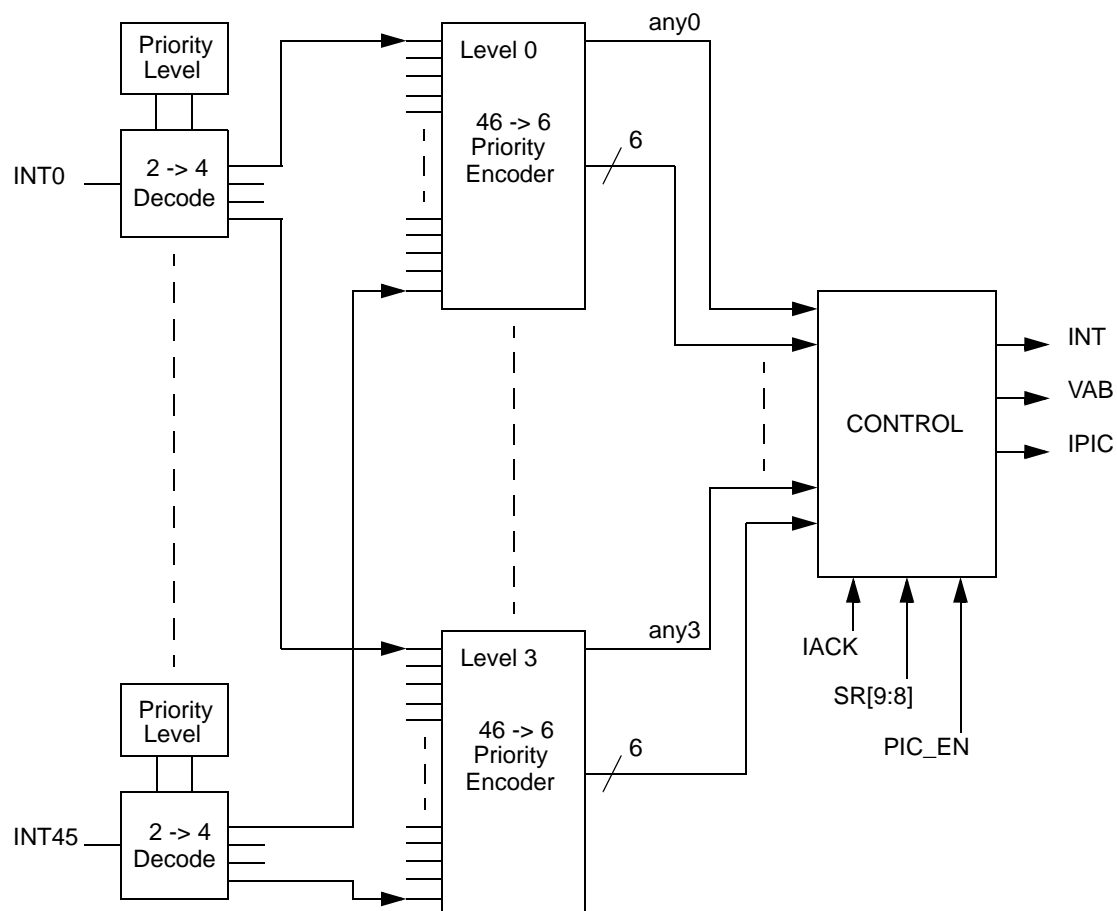 Priority
Level
INT0
2 -> 4
Decode
Level 0
46 -> 6
Priority
Encoder
any0
6
CONTROL
INT
VAB
IPIC
IACK
SR[9:8]
PIC_EN
Priority
Level
INT45
2 -> 4
Decode
Level 3
46 -> 6
Priority
Encoder
any3
6